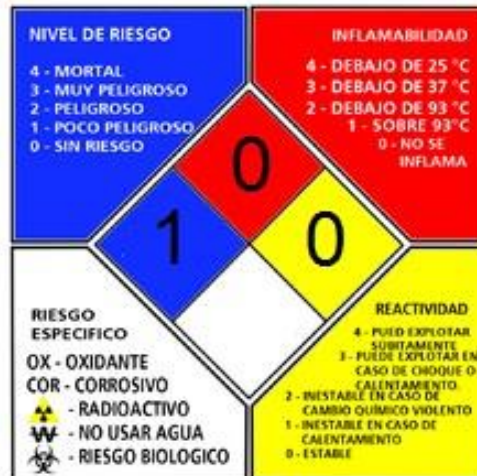 NIVEL DE RIESGO
4 - MORTAL
3 - MUY PELIGROSO
2 - PELIGROSO
1 - POCO PELIGROSO
0 - SIN RIESGO
INFLAMABILIDAD
4 - DEBAJO DE 25 °C
3 - DEBAJO DE 37 °C
2 - DEBAJO DE 93 °C
1 - SOBRE 93°C
0 - NO SE
INFLAMA
0
1
0
RIESGO
ESPECIFICO
OX - OXIDANTE
COR - CORROSIVO
- RADIOACTIVO
W - NO USAR AGUA
- RIESGO BIOLOGICO
REACTIVIDAD
4 - PUED EXPLOTAR
SÚBITAMENTE
3 - PUEDE EXPLOTAR EN
CASO DE CHOQUE O
CALENTAMIENTO.
2 - INESTABLE EN CASO DE
CAMBIO QUÍMICO VIOLENTO
1 - INESTABLE EN CASO DE
CALENTAMIENTO
0 - ESTABLE